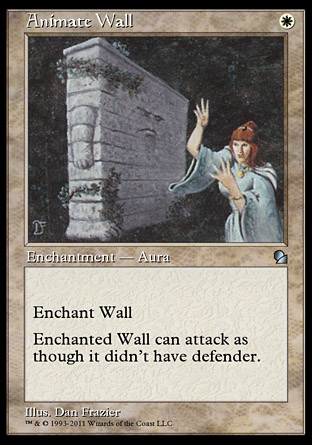 Animate Wall
Enchantment — Aura
Enchant Wall
Enchanted Wall can attack as
though it didn't have defender.
Illus. Dan Frazier
™ & © 1993-2011 Wizards of the Coast LLC